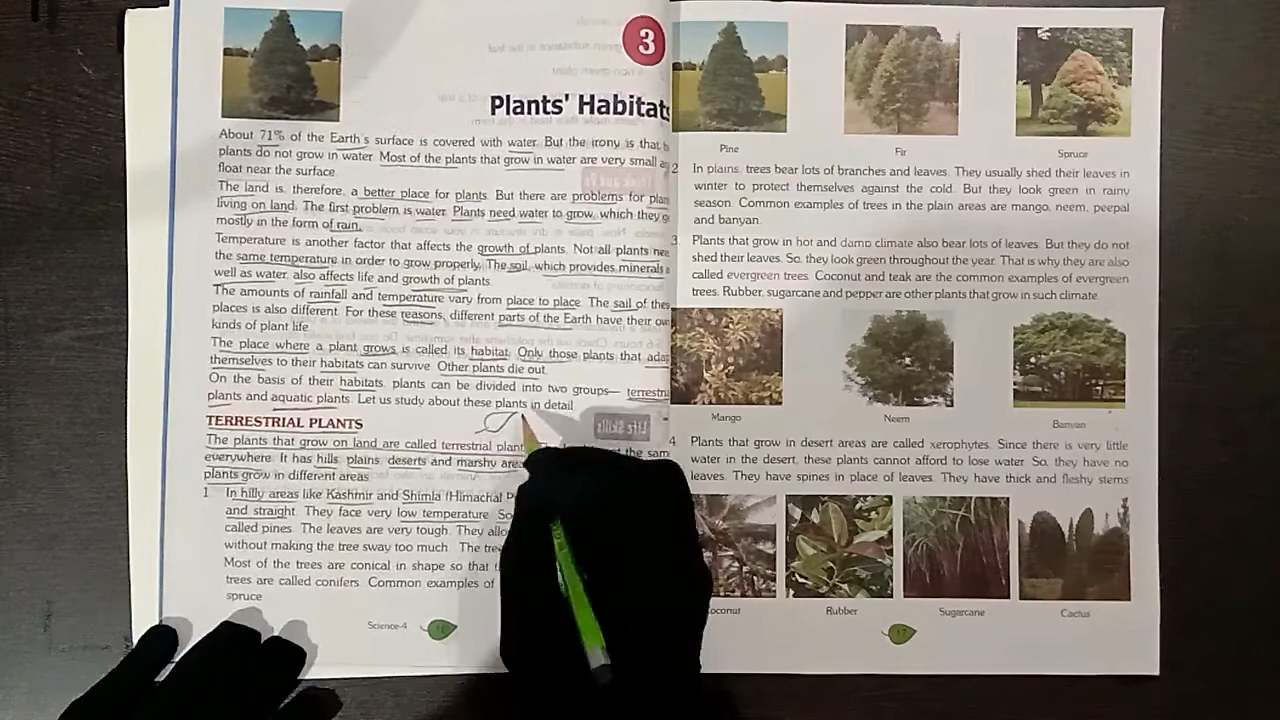 3
Plants' Habitats
About 71% of the Earth's surface is covered with water. But the irony is that
plants do not grow in water. Most of the plants that grow in water are very small
float near the surface.
The land is, therefore, a better place for plants. But there are problems for
living on land. The first problem is water. Plants need water to grow, which they
mostly in the form of rain.
Temperature is another factor that affects the growth of plants. Not all plants
the same temperature in order to grow properly. The soil, which provides minerals
well as water, also affects life and growth of plants.
The amounts of rainfall and temperature vary from place to place. The sail of
places is also different. For these reasons, different parts of the Earth have their
kinds of plant life.
The place where a plant grows is called its habitat. Only those plants that
themselves to their habitats can survive. Other plants die out.
On the basis of their habitats, plants can be divided into two groups—
plants and aquatic plants. Let us study about these plants in detail
TERRESTRIAL PLANTS
The plants that grow on land are called terrestrial the sam
everywhere. It has hills, plains, deserts and marshy
plants grow in different areas.
1 In hilly areas like Kashmir and Shimla (Himachal
and straight. They face very low temperature. So
called pines. The leaves are very tough. They
without making the tree sway too much. The
Most of the trees are conical in shape so that
trees are called conifers. Common examples of
spruce
Science-4 16
Pine Fir Spruce
2. In plains, trees bear lots of branches and leaves. They usually shed their leaves in
winter to protect themselves against the cold. But they look green in rainy
season. Common examples of trees in the plain areas are mango, neem, peepal
and banyan.
3. Plants that grow in hot and damp climate also bear lots of leaves. But they do not
shed their leaves. So, they look green throughout the year. That is why they are also
called evergreen trees. Coconut and teak are the common examples of evergreen
trees. Rubber, sugarcane and pepper are other plants that grow in such climate.
Mango Neem Banyan
4. Plants that grow in desert areas are called xerophytes. Since there is very little
water in the desert, these plants cannot afford to lose water. So, they have no
leaves. They have spines in place of leaves. They have thick and fleshy stems
Coconut Rubber Sugarcane Cactus
17